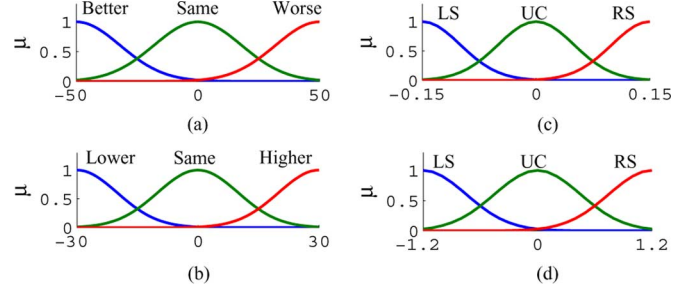 Better Same Worse
μ
1
0.5
0
-50 0 50
(a)
LS UC RS
μ
1
0.5
0
-0.15 0 0.15
(c)
Lower Same Higher
μ
1
0.5
0
-30 0 30
(b)
LS UC RS
μ
1
0.5
0
-1.2 0 1.2
(d)